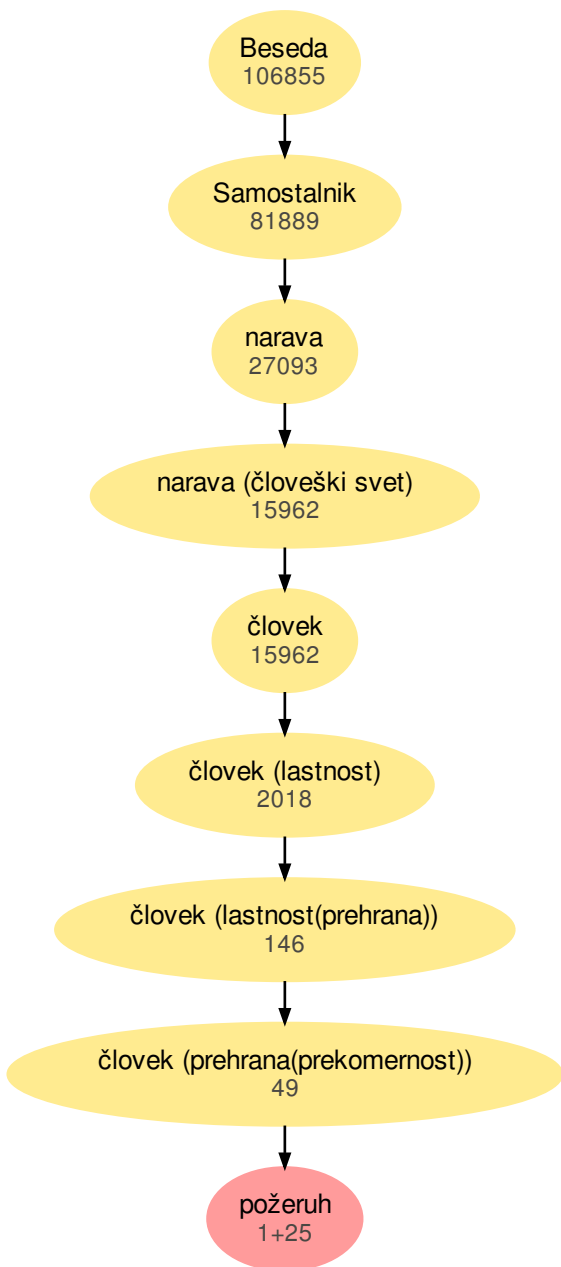 Beseda
106855
Samostalnik
81889
narava
27093
narava (človeški svet)
15962
človek
15962
človek (lastnost)
2018
človek (lastnost(prehrana))
146
človek (prehrana(prekomernost))
49
požeruh
1+25